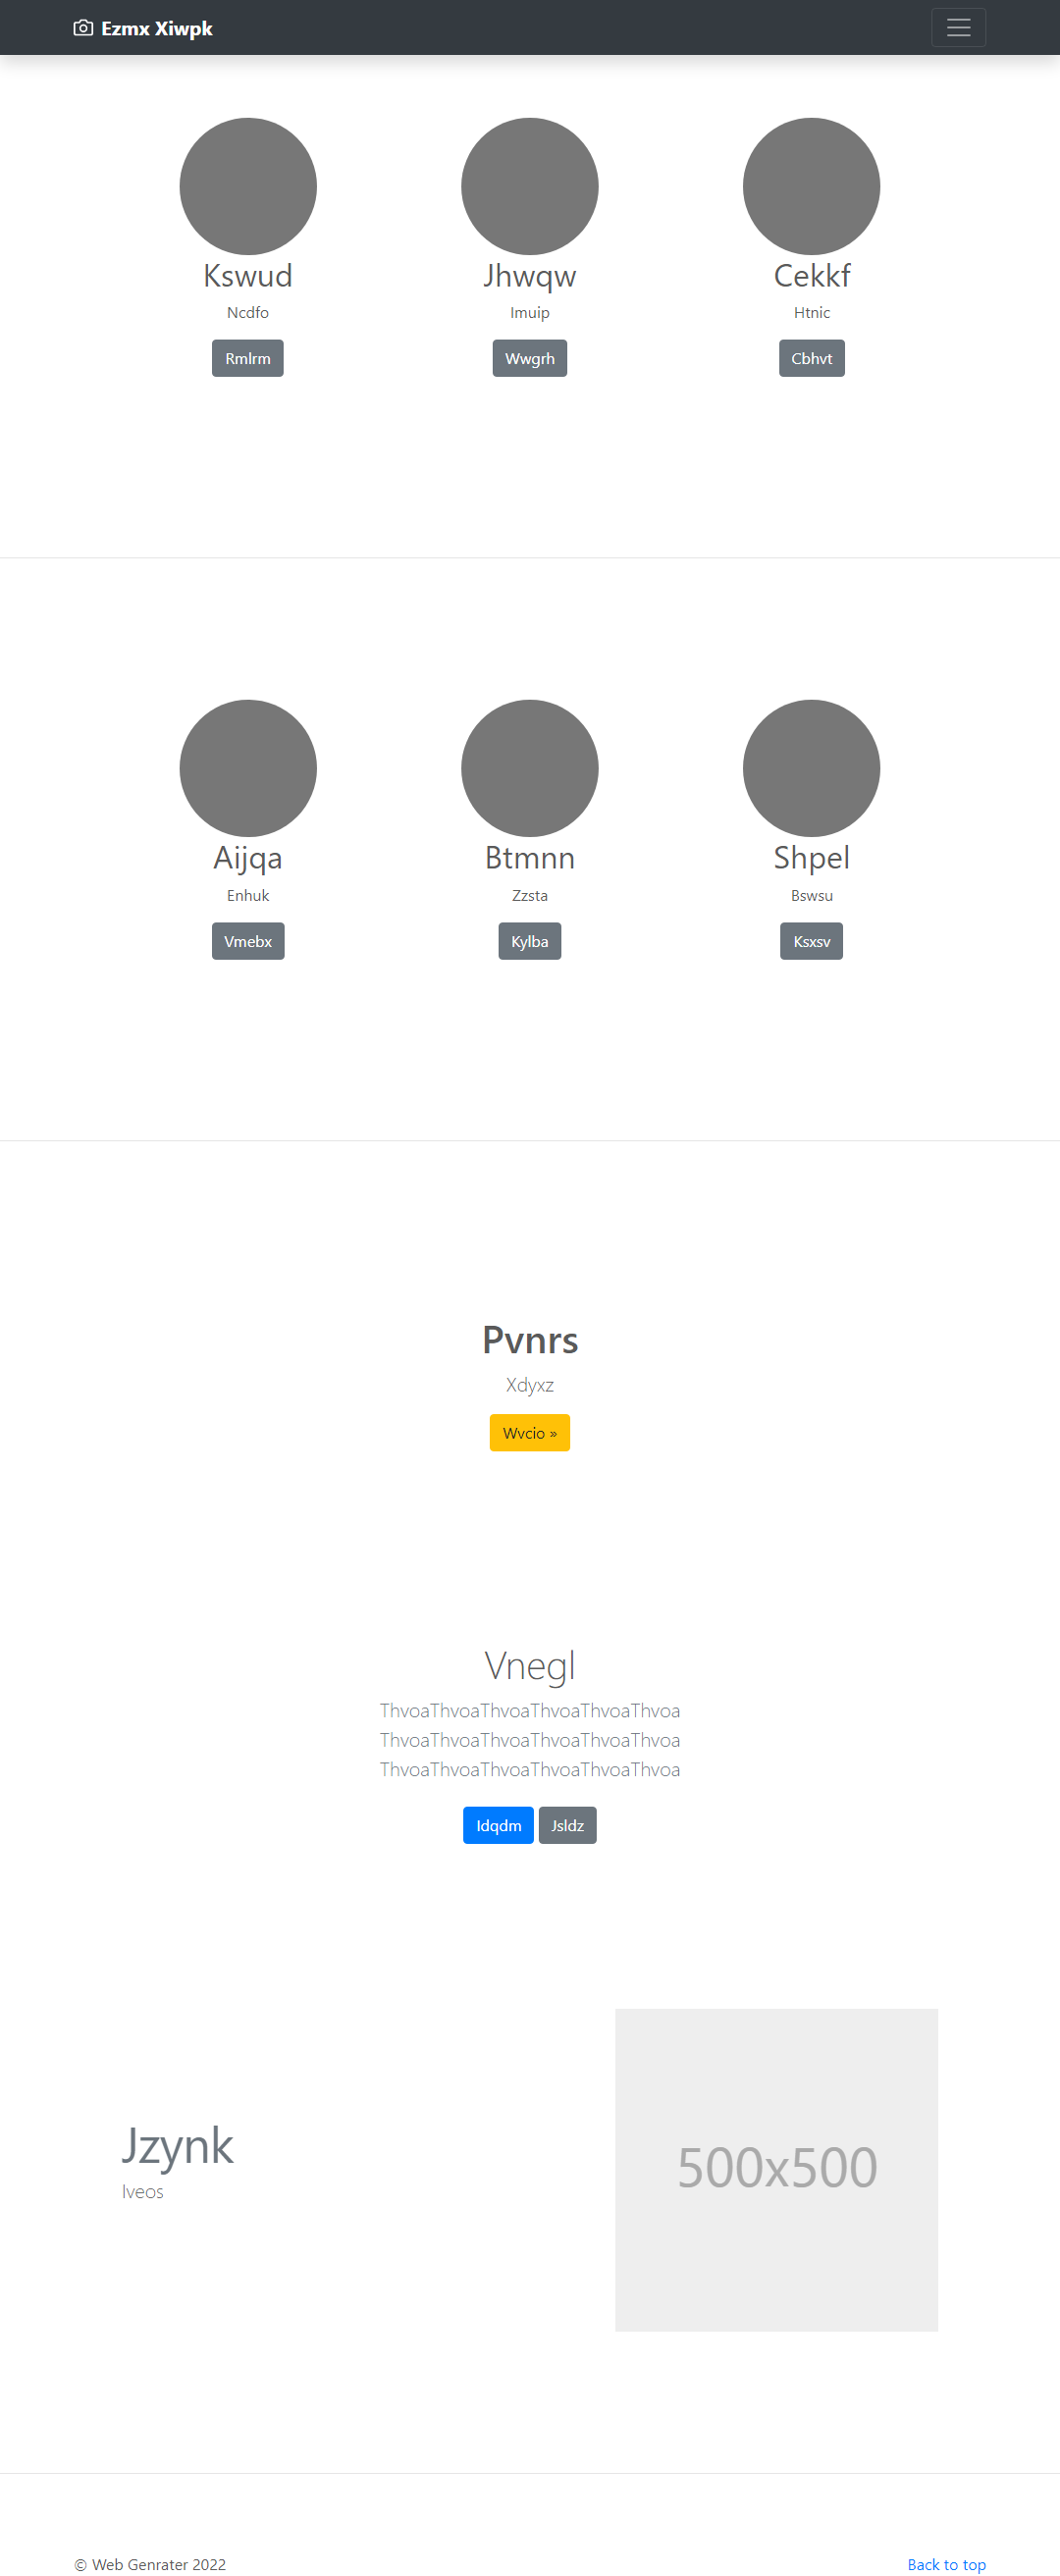 Ezmx Xiwpk
Kswud
Ncdfo
Rmlrm
Jhwqw
Imuip
Wwgrh
Cekkf
Htnic
Cbhvt
Aijqa
Enhuk
Vmebx
Btmnn
Zzsta
Kylba
Shpel
Bswsu
Ksxsv
Pvnrs
Xdyxz
Wvcio »
Vnegl
ThvoaThvoaThvoaThvoaThvoaThvoa
ThvoaThvoaThvoaThvoaThvoaThvoa
ThvoaThvoaThvoaThvoaThvoaThvoa
Idqdm Jsldz
Jzynk
Iveos
500x500
© Web Genrater 2022
Back to top